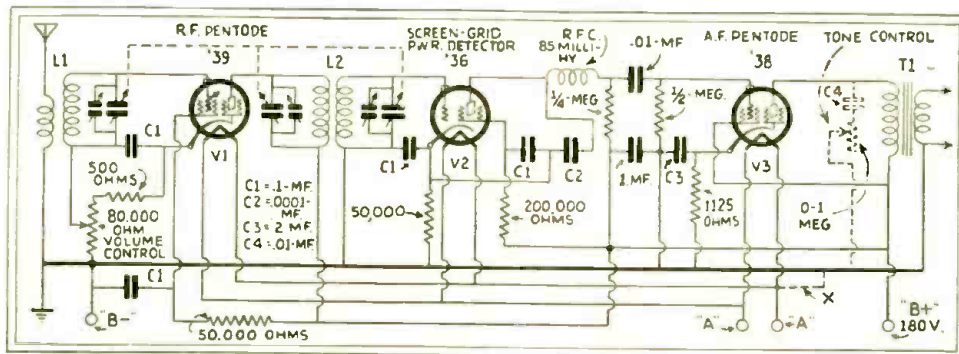 R.F. PENTODE
'39
L1
L2
SCREEN-GRID
PWR. DETECTOR
'36
R.F.C.
85 MILLI-
HY
.01-MF.
A.F. PENTODE
'38
TONE CONTROL
T1
C4
¼-MEG.
½-MEG.
C1
V1
C1
V2
C1
C2
1 MF.
C3
V3
500
OHMS
80,000
OHM
VOLUME
CONTROL
C1 = .1-MF.
C2 = .0001-
MF.
C3 = 2 MF.
C4 = .01-MF.
50,000
200,000
OHMS
1125
OHMS
0-1
MEG
C1
X
"B-"
50,000 OHMS
"A"
"A"
"B+"
180 V.